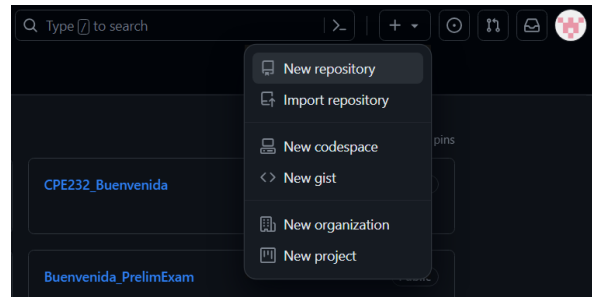 Type / to search
New repository
Import repository
New codespace
pins
New gist
CPE232_Buenvenida
New organization
New project
Buenvenida_PrelimExam